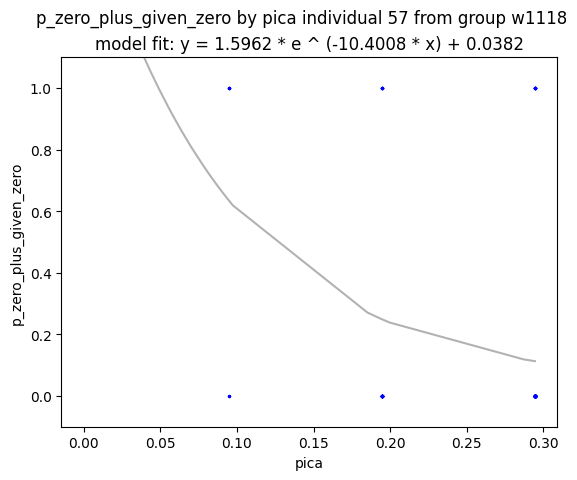 p_zero_plus_given_zero by pica individual 57 from group w1118
model fit: y = 1.5962 * e ^ (-10.4008 * x) + 0.0382
p_zero_plus_given_zero
1.0
0.8
0.6
0.4
0.2
0.0
0.00 0.05 0.10 0.15 0.20 0.25 0.30
pica